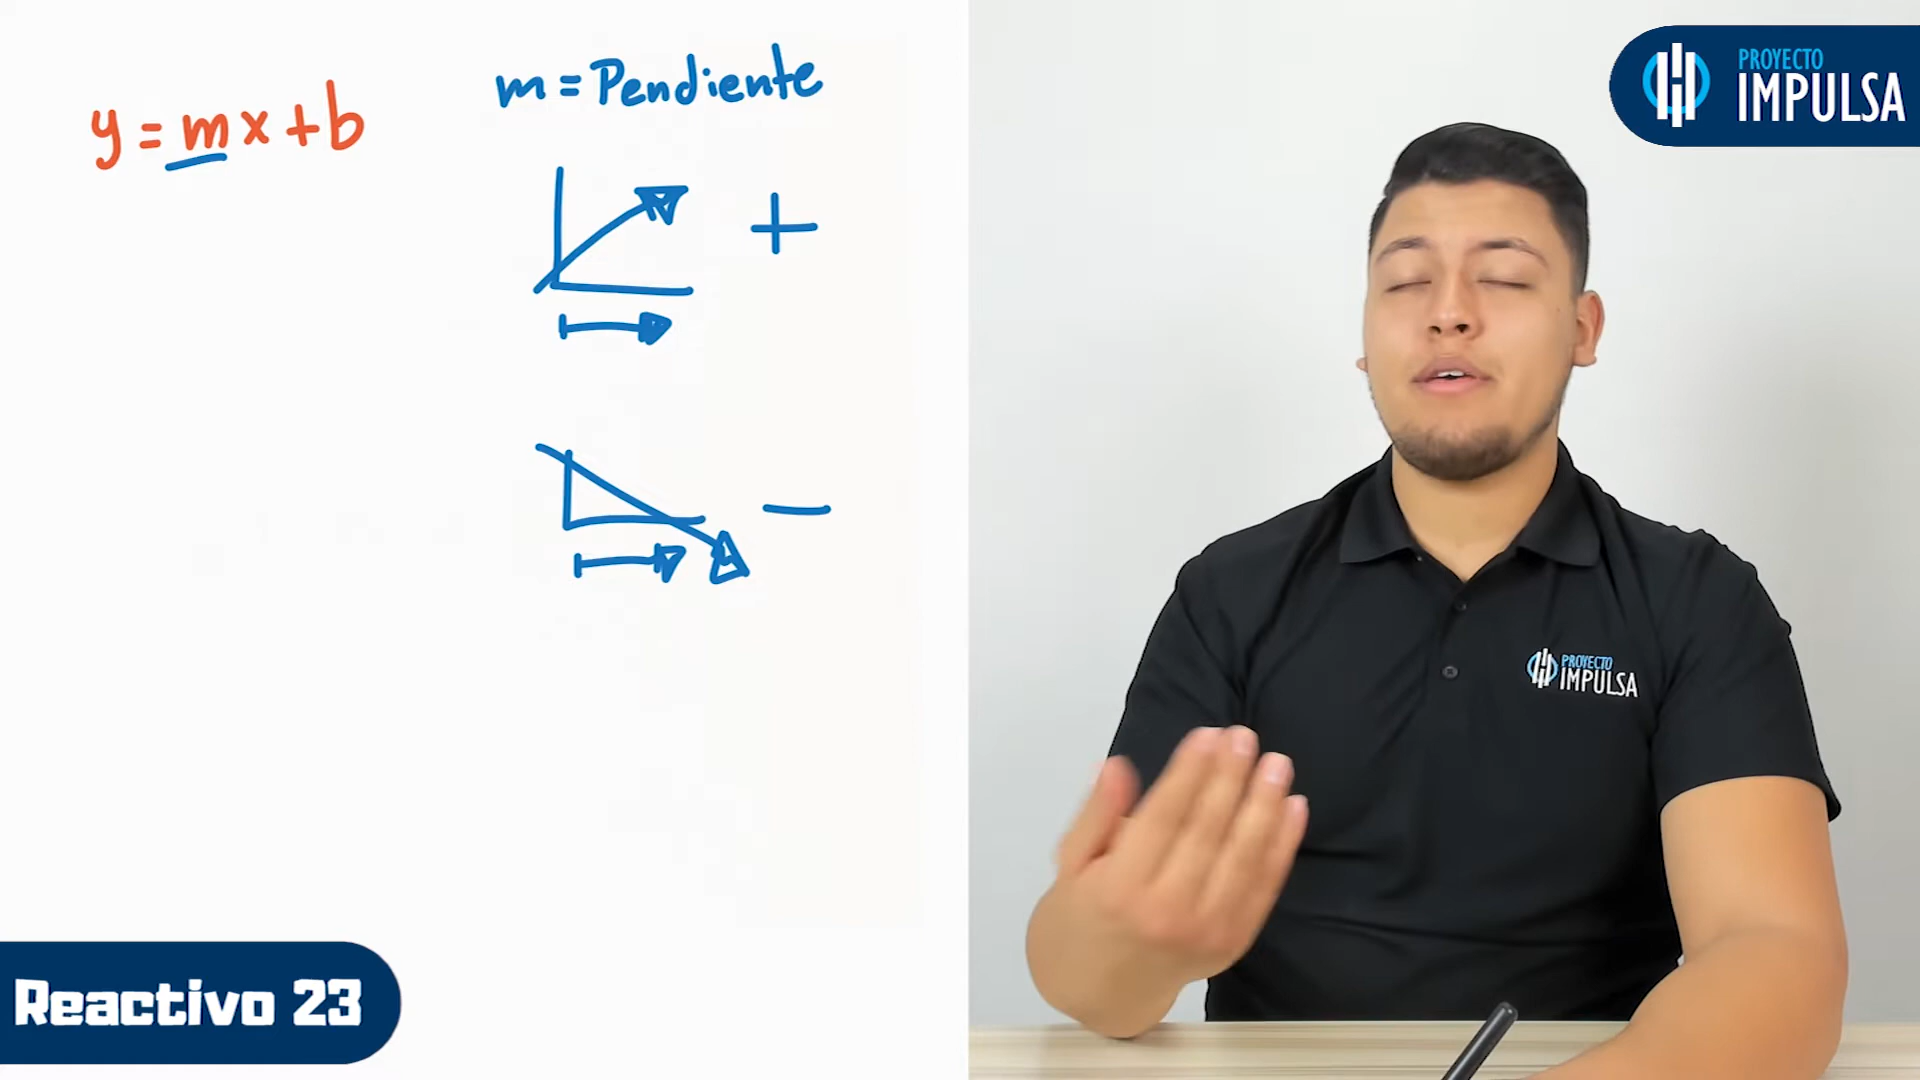 y = mx + b
m = Pendiente
+
−
PROYECTO
IMPULSA
PROYECTO
IMPULSA
Reactivo 23